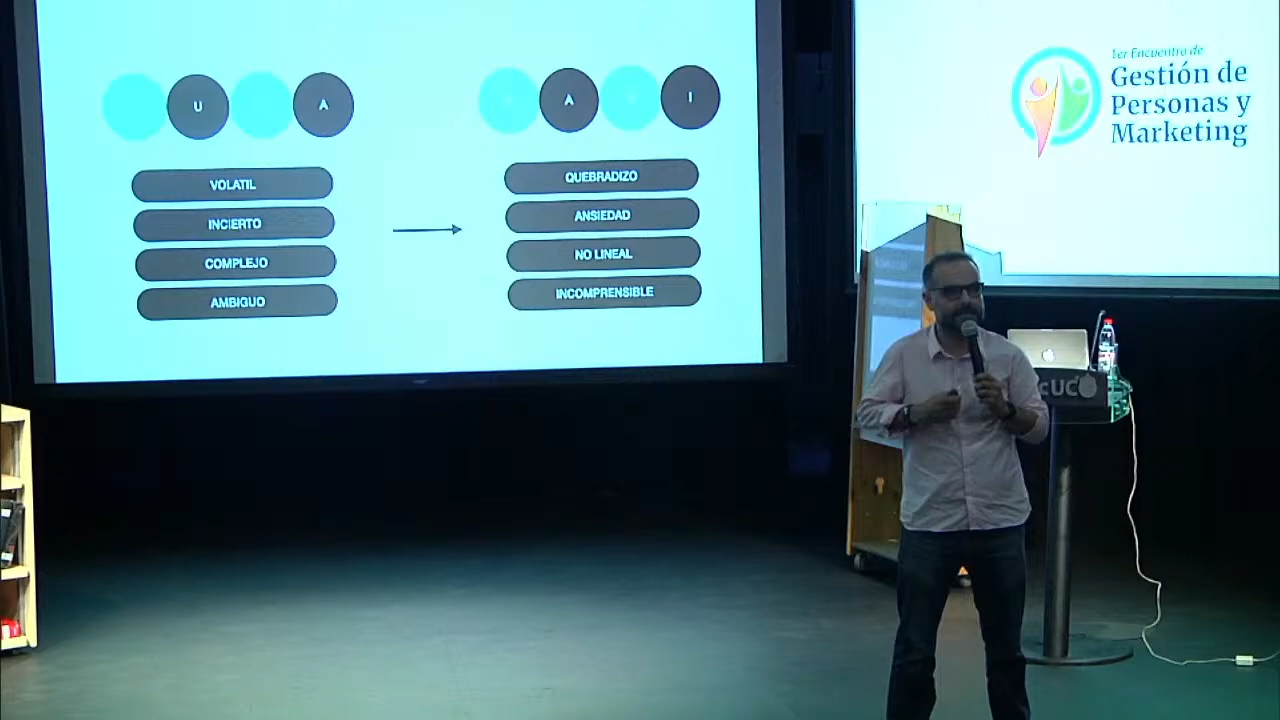 U
A
VOLATIL
INCIERTO
COMPLEJO
AMBIGUO
A
I
QUEBRADIZO
ANSIEDAD
NO LINEAL
INCOMPRENSIBLE
1er Encuentro de
Gestión de
Personas y
Marketing
cUC